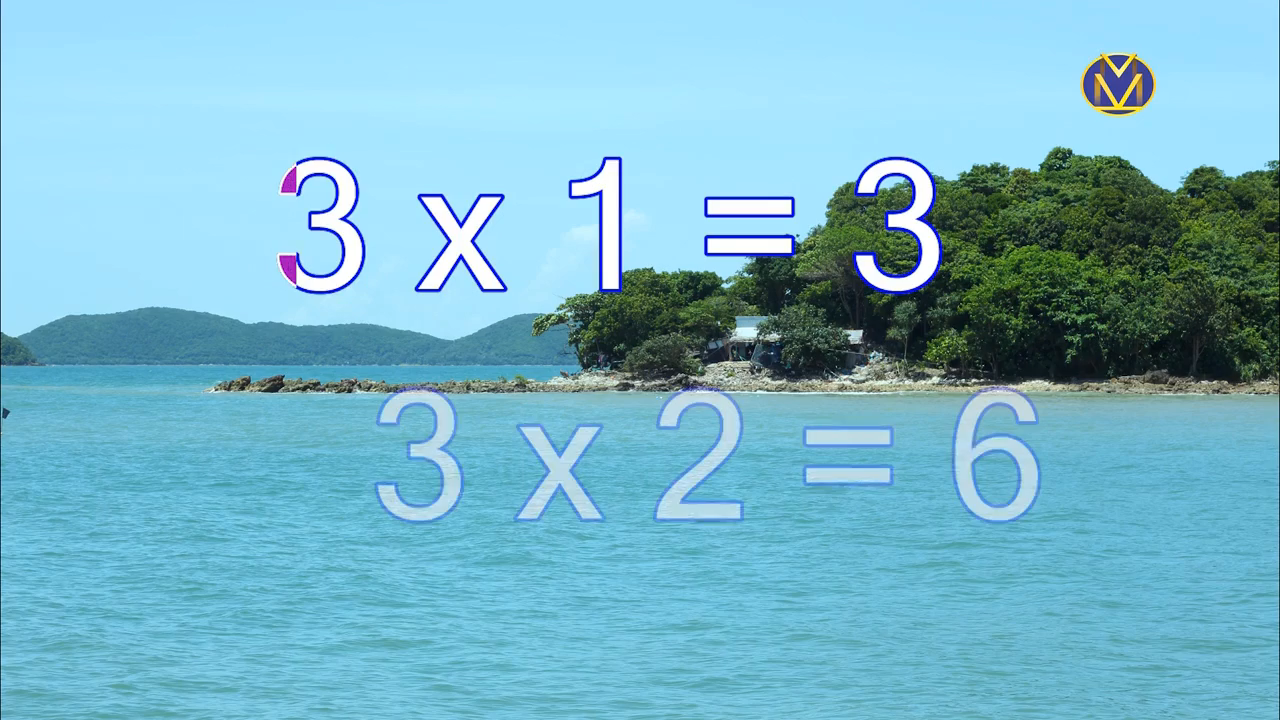 3 x 1 = 3
3 x 2 = 6